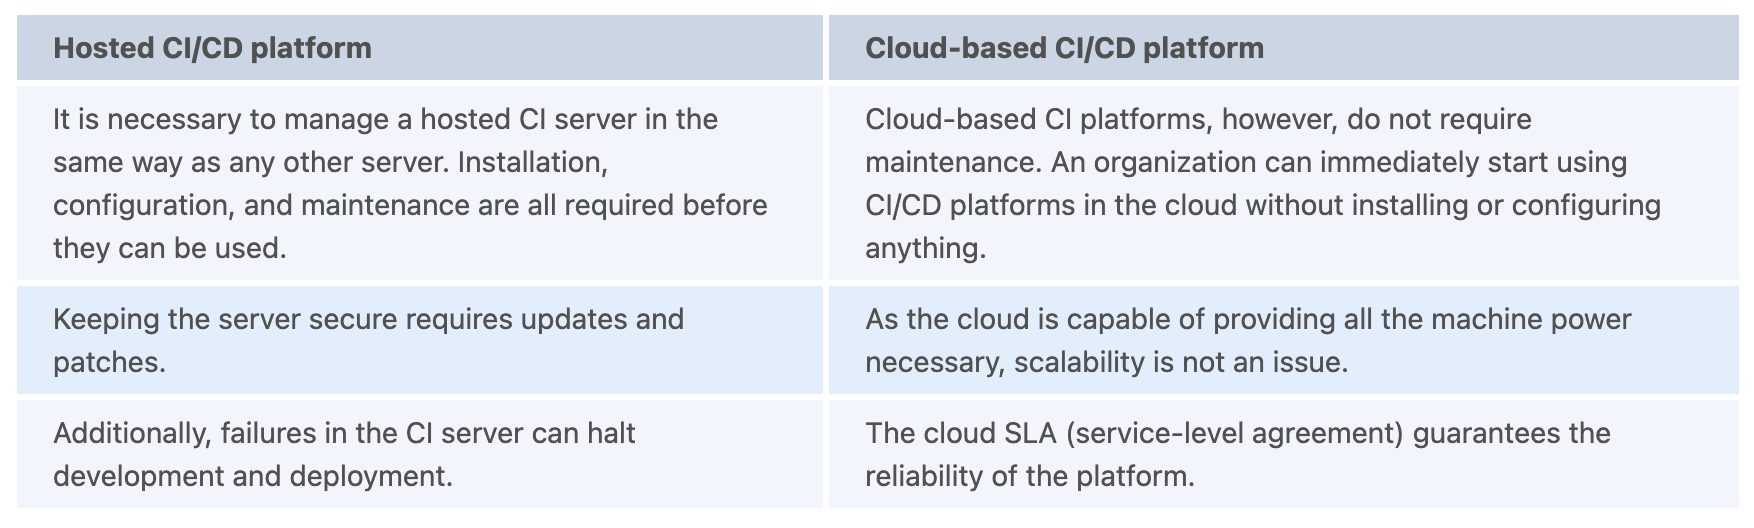 Hosted CI/CD platform
Cloud-based CI/CD platform
It is necessary to manage a hosted CI server in the
same way as any other server. Installation,
configuration, and maintenance are all required before
they can be used.
Cloud-based CI platforms, however, do not require
maintenance. An organization can immediately start using
CI/CD platforms in the cloud without installing or configuring
anything.
Keeping the server secure requires updates and
patches.
As the cloud is capable of providing all the machine power
necessary, scalability is not an issue.
Additionally, failures in the CI server can halt
development and deployment.
The cloud SLA (service-level agreement) guarantees the
reliability of the platform.